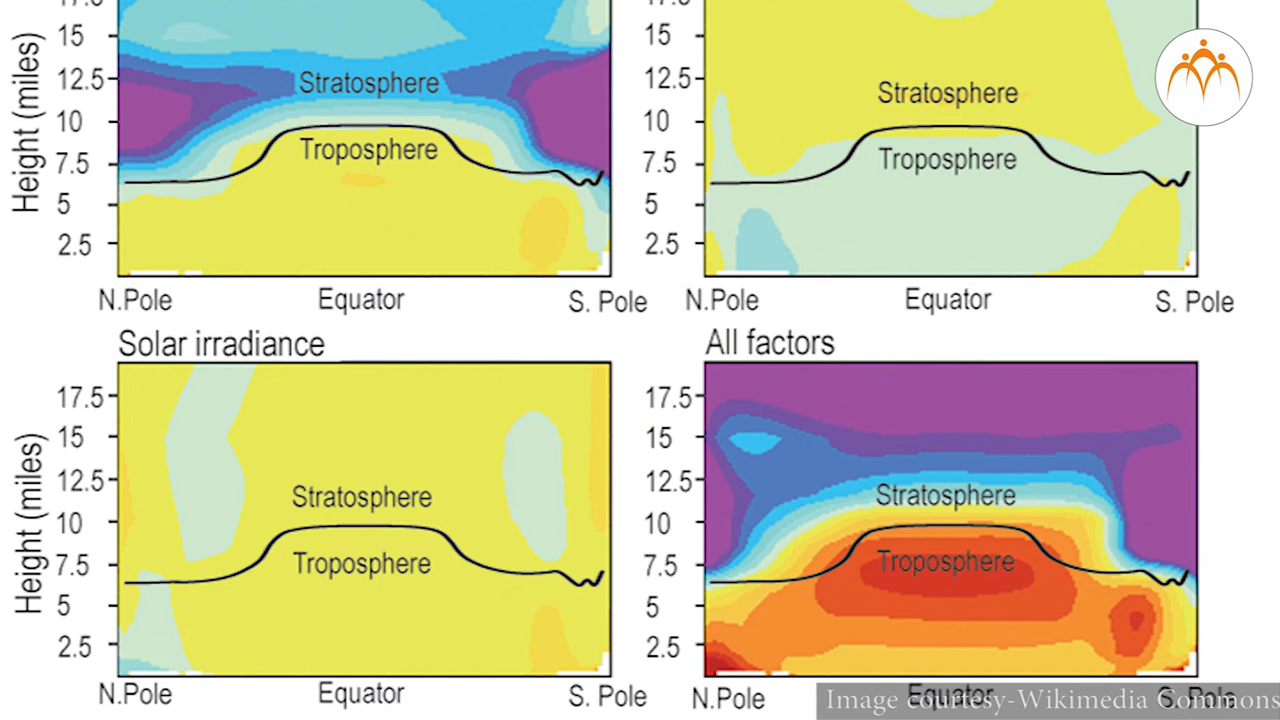 17.5
15
12.5
10
7.5
5
2.5
Height (miles)
Stratosphere
Troposphere
N.Pole Equator S. Pole
15
12.5
10
7.5
5
2.5
Stratosphere
Troposphere
N.Pole Equator S. Pole
Solar irradiance
17.5
15
12.5
10
7.5
5
2.5
Height (miles)
Stratosphere
Troposphere
N.Pole Equator S. Pole
All factors
17.5
15
12.5
10
7.5
5
2.5
Stratosphere
Troposphere
N.Pole Equator S. Pole
Image courtesy-Wikimedia Commons